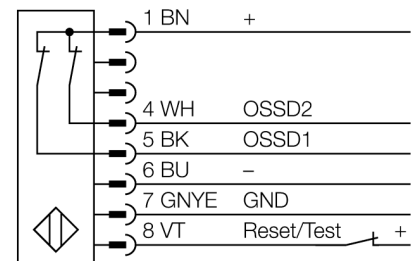 1 BN +
4 WH OSSD2
5 BK OSSD1
6 BU –
7 GNYE GND
8 VT Reset/Test +